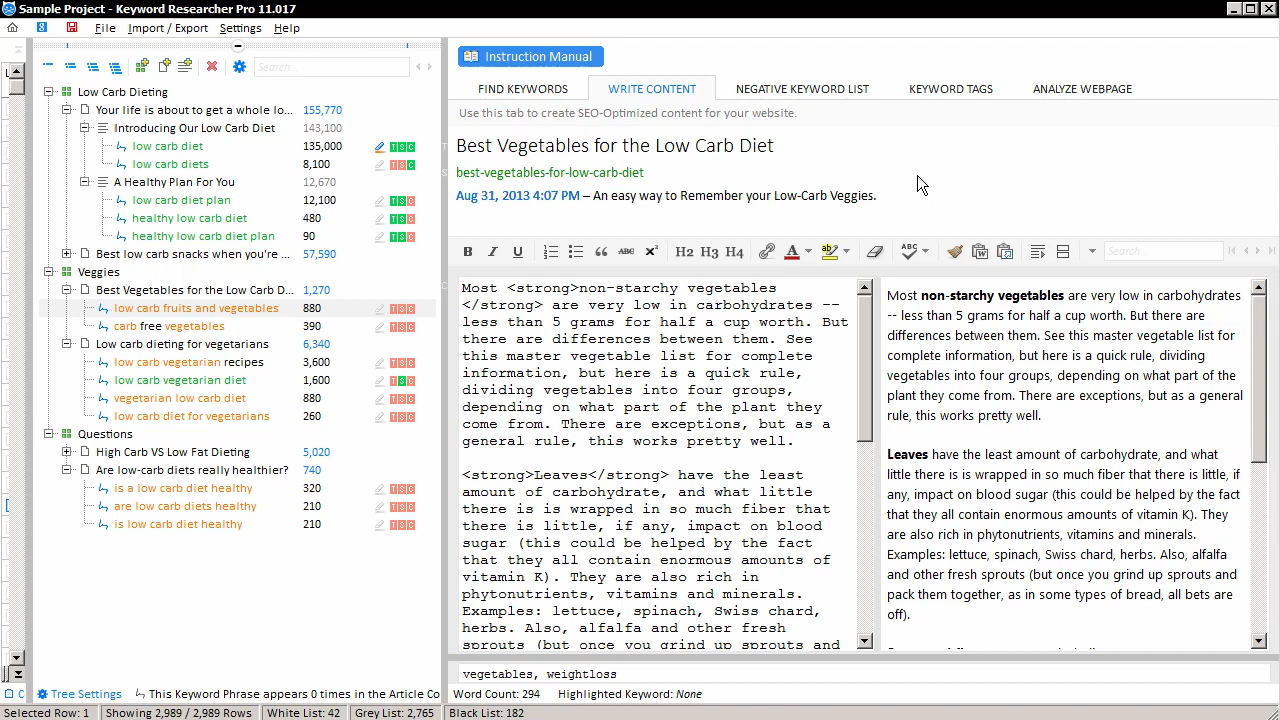 Sample Project - Keyword Researcher Pro 11.017
File Import / Export Settings Help
Search...
Low Carb Dieting
Your life is about to get a whole lo... 155,770
Introducing Our Low Carb Diet 143,100
low carb diet 135,000 T S C
low carb diets 8,100 T S C
A Healthy Plan For You 12,670
low carb diet plan 12,100 T S C
healthy low carb diet 480 T S C
healthy low carb diet plan 90 T S C
Best low carb snacks when you're ... 57,590
Veggies
Best Vegetables for the Low Carb D... 1,270
low carb fruits and vegetables 880 T S C
carb free vegetables 390 T S C
Low carb dieting for vegetarians 6,340
low carb vegetarian recipes 3,600 T S C
low carb vegetarian diet 1,600 T S C
vegetarian low carb diet 880 T S C
low carb diet for vegetarians 260 T S C
Questions
High Carb VS Low Fat Dieting 5,020
Are low-carb diets really healthier? 740
is a low carb diet healthy 320 T S C
are low carb diets healthy 210 T S C
is low carb diet healthy 210 T S C
Tree Settings This Keyword Phrase appears 0 times in the Article Co
Instruction Manual
FIND KEYWORDS WRITE CONTENT NEGATIVE KEYWORD LIST KEYWORD TAGS ANALYZE WEBPAGE
Use this tab to create SEO-Optimized content for your website.
Best Vegetables for the Low Carb Diet
best-vegetables-for-low-carb-diet
Aug 31, 2013 4:07 PM – An easy way to Remember your Low-Carb Veggies.
B I U ABC X² H2 H3 H4 A ab ABC Search...
Most <strong>non-starchy vegetables
</strong> are very low in carbohydrates --
less than 5 grams for half a cup worth. But
there are differences between them. See
this master vegetable list for complete
information, but here is a quick rule,
dividing vegetables into four groups,
depending on what part of the plant they
come from. There are exceptions, but as a
general rule, this works pretty well.
<strong>Leaves</strong> have the least
amount of carbohydrate, and what little
there is is wrapped in so much fiber that
there is little, if any, impact on blood
sugar (this could be helped by the fact
that they all contain enormous amounts of
vitamin K). They are also rich in
phytonutrients, vitamins and minerals.
Examples: lettuce, spinach, Swiss chard,
herbs. Also, alfalfa and other fresh
sprouts (but once you grind up sprouts and
Most non-starchy vegetables are very low in carbohydrates
-- less than 5 grams for half a cup worth. But there are
differences between them. See this master vegetable list for
complete information, but here is a quick rule, dividing
vegetables into four groups, depending on what part of the
plant they come from. There are exceptions, but as a general
rule, this works pretty well.
Leaves have the least amount of carbohydrate, and what
little there is is wrapped in so much fiber that there is little, if
any, impact on blood sugar (this could be helped by the fact
that they all contain enormous amounts of vitamin K). They
are also rich in phytonutrients, vitamins and minerals.
Examples: lettuce, spinach, Swiss chard, herbs. Also, alfalfa
and other fresh sprouts (but once you grind up sprouts and
pack them together, as in some types of bread, all bets are
off).
vegetables, weightloss
Word Count: 294 Highlighted Keyword: None
Selected Row: 1 Showing 2,989 / 2,989 Rows White List: 42 Grey List: 2,765 Black List: 182